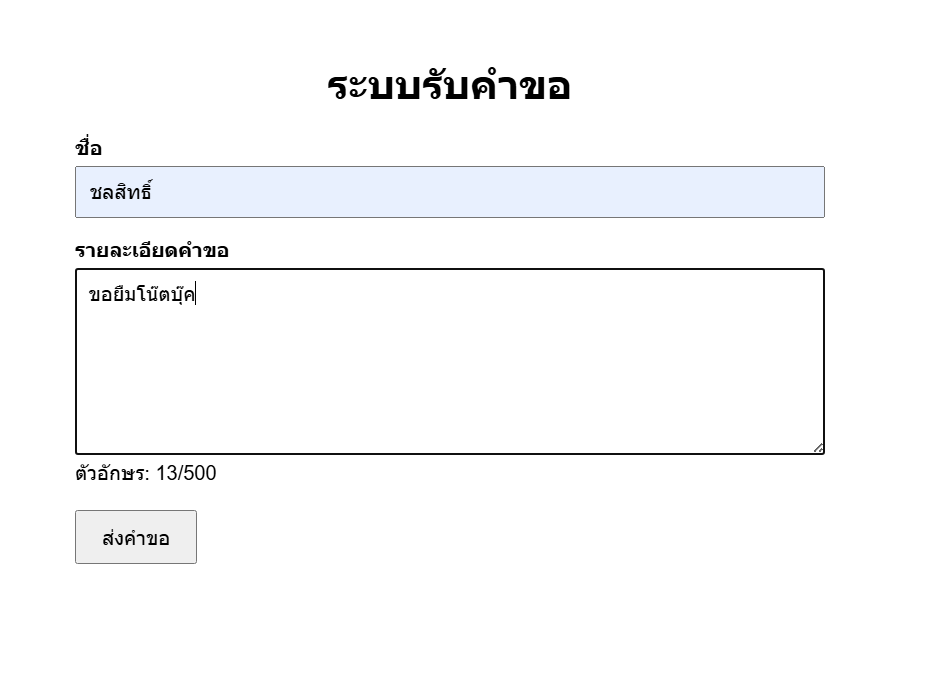 ระบบรับคำขอ
ชื่อ
ชลสิทธิ์
รายละเอียดคำขอ
ขอยืมโน๊ตบุ๊ค
ตัวอักษร: 13/500
ส่งคำขอ